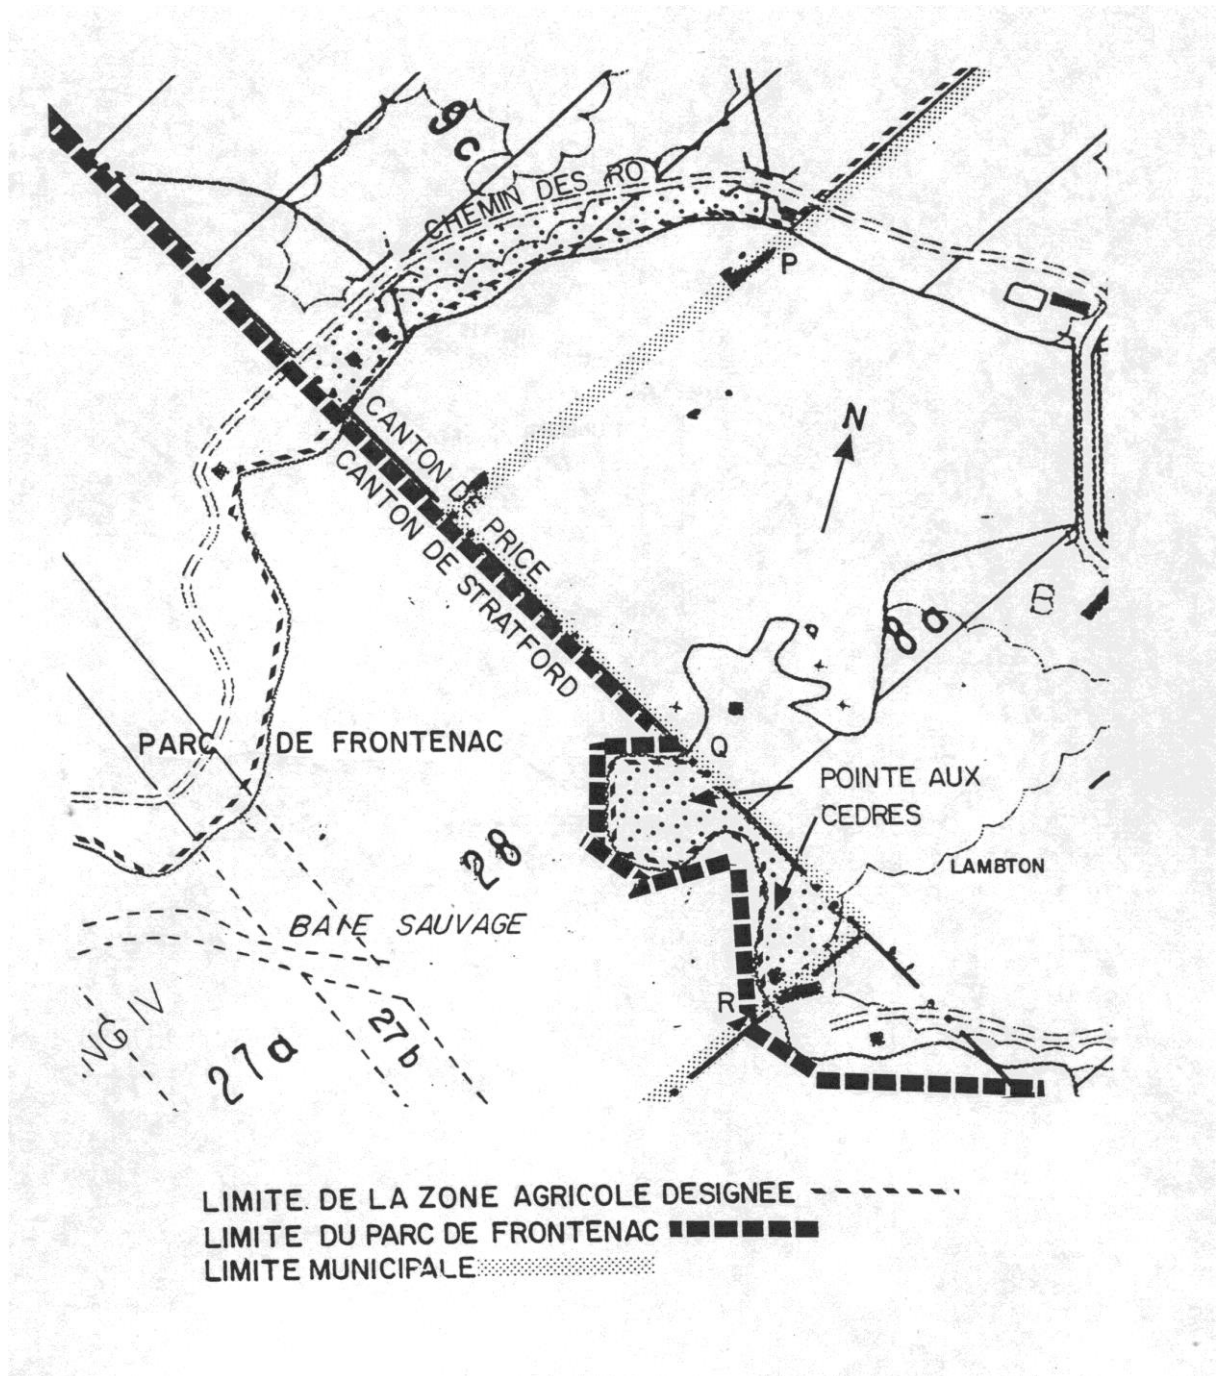 9c
CHEMIN DES RO
P
N
CANTON DE PRICE
CANTON DE STRATFORD
8a
B
PARC DE FRONTENAC
Q
POINTE AUX
CEDRES
28
LAMBTON
BAIE SAUVAGE
R
NG IV
27a
27b
LIMITE DE LA ZONE AGRICOLE DESIGNEE
LIMITE DU PARC DE FRONTENAC
LIMITE MUNICIPALE